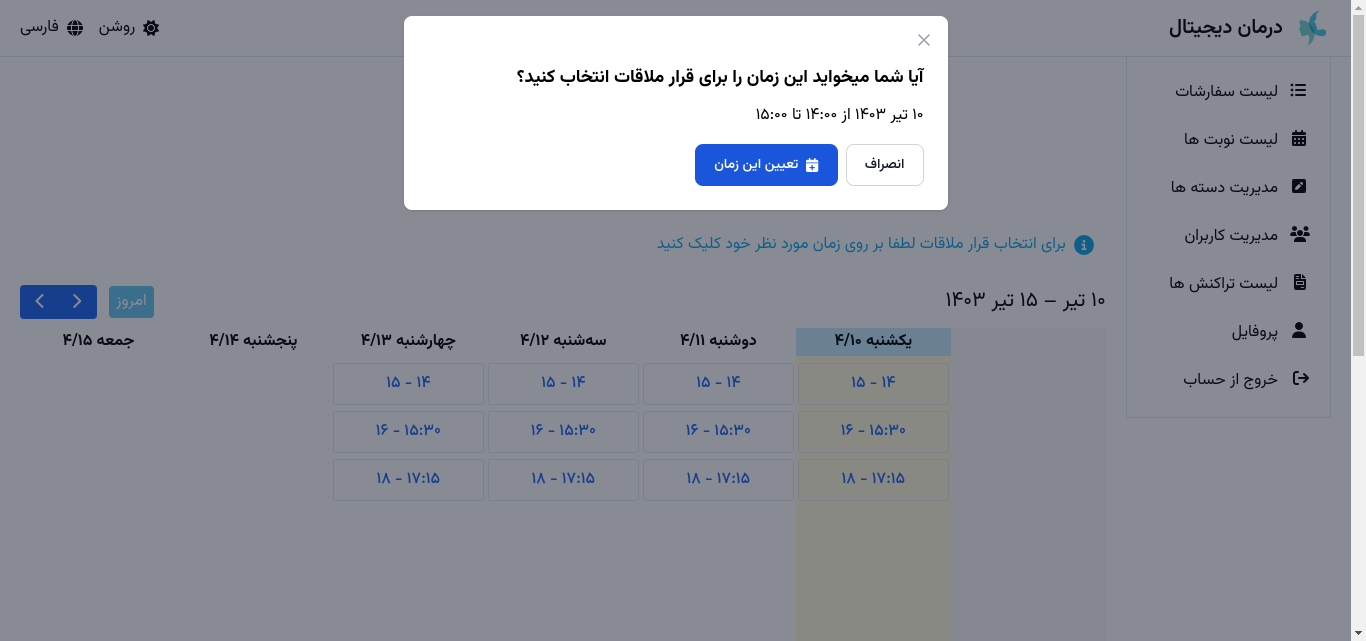 درمان دیجیتال
روشن
فارسی
آیا شما میخواید این زمان را برای قرار ملاقات انتخاب کنید؟
۱۰ تیر ۱۴۰۳ از ۱۴:۰۰ تا ۱۵:۰۰
انصراف
تعیین این زمان
لیست سفارشات
لیست نوبت ها
مدیریت دسته ها
مدیریت کاربران
لیست تراکنش ها
پروفایل
خروج از حساب
برای انتخاب قرار ملاقات لطفا بر روی زمان مورد نظر خود کلیک کنید
۱۰ تیر – ۱۵ تیر ۱۴۰۳
امروز
یکشنبه ۴/۱۰
دوشنبه ۴/۱۱
سه‌شنبه ۴/۱۲
چهارشنبه ۴/۱۳
پنجشنبه ۴/۱۴
جمعه ۴/۱۵
۱۴ - ۱۵
۱۴ - ۱۵
۱۴ - ۱۵
۱۴ - ۱۵
۱۵:۳۰ - ۱۶
۱۵:۳۰ - ۱۶
۱۵:۳۰ - ۱۶
۱۵:۳۰ - ۱۶
۱۷:۱۵ - ۱۸
۱۷:۱۵ - ۱۸
۱۷:۱۵ - ۱۸
۱۷:۱۵ - ۱۸